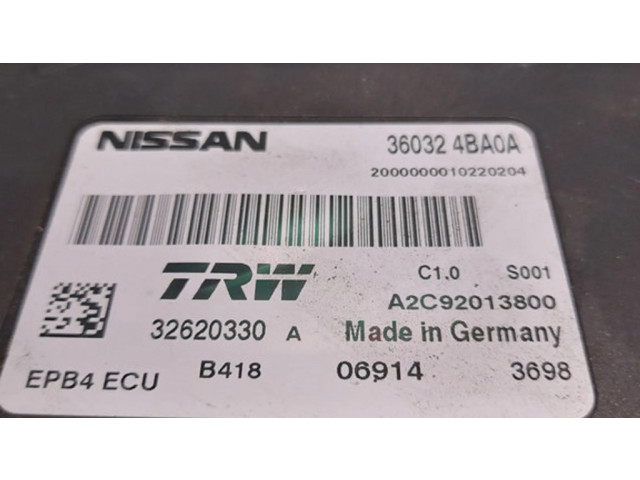 NISSAN 36032 4BA0A
2000000010220204
TRW C1.0 S001
A2C92013800
32620330 A Made in Germany
EPB4 ECU B418 06914 3698